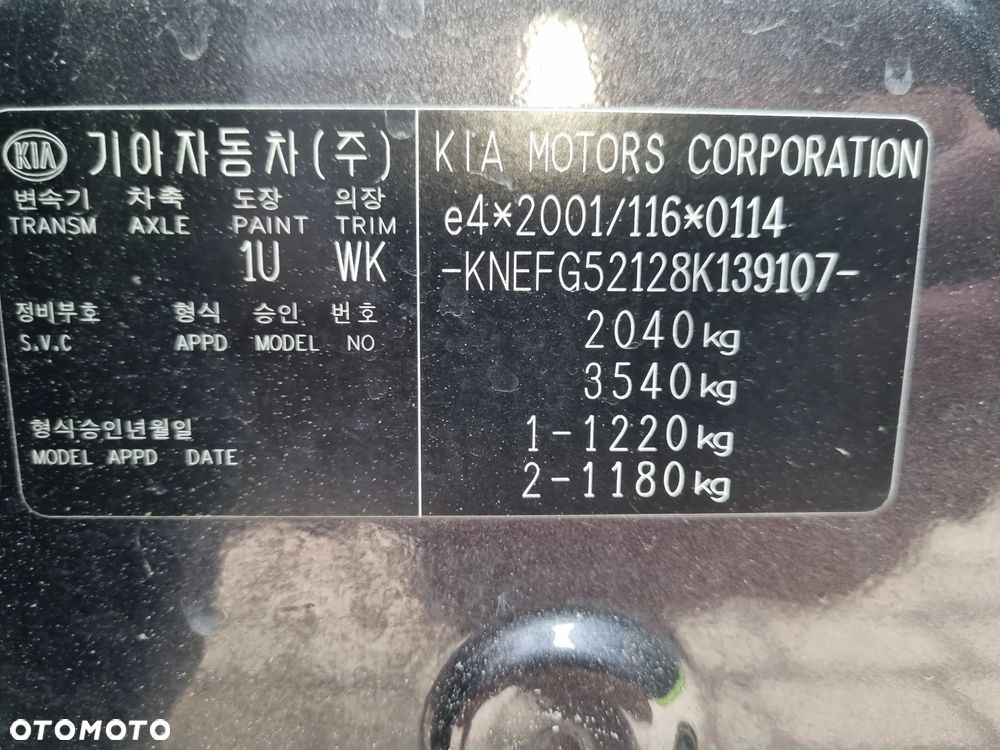 KIA 기아자동차(주)
변속기 차축 도장 의장
TRANSM AXLE PAINT TRIM
1U WK
정비부호 형식 승인 번호
S.V.C APPD MODEL NO
형식승인년월일
MODEL APPD DATE
KIA MOTORS CORPORATION
e4*2001/116*0114
-KNEFG52128K139107-
2040kg
3540kg
1-1220kg
2-1180kg
OTOMOTO